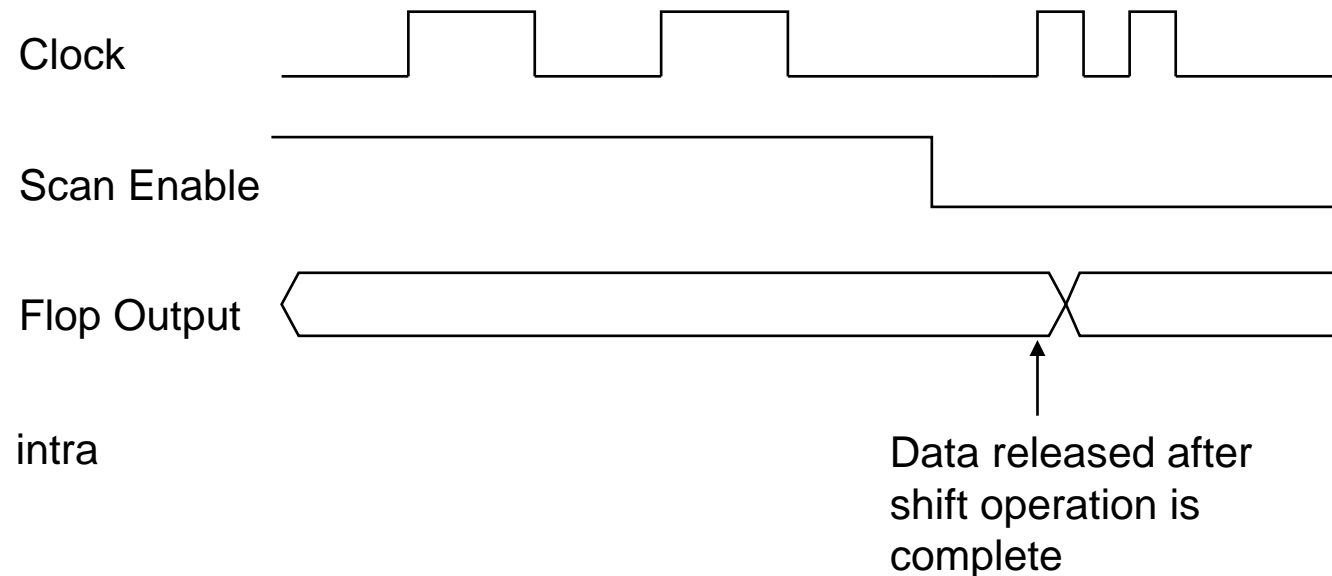 Clock
Scan Enable
Flop Output
intra
Data released after
shift operation is
complete